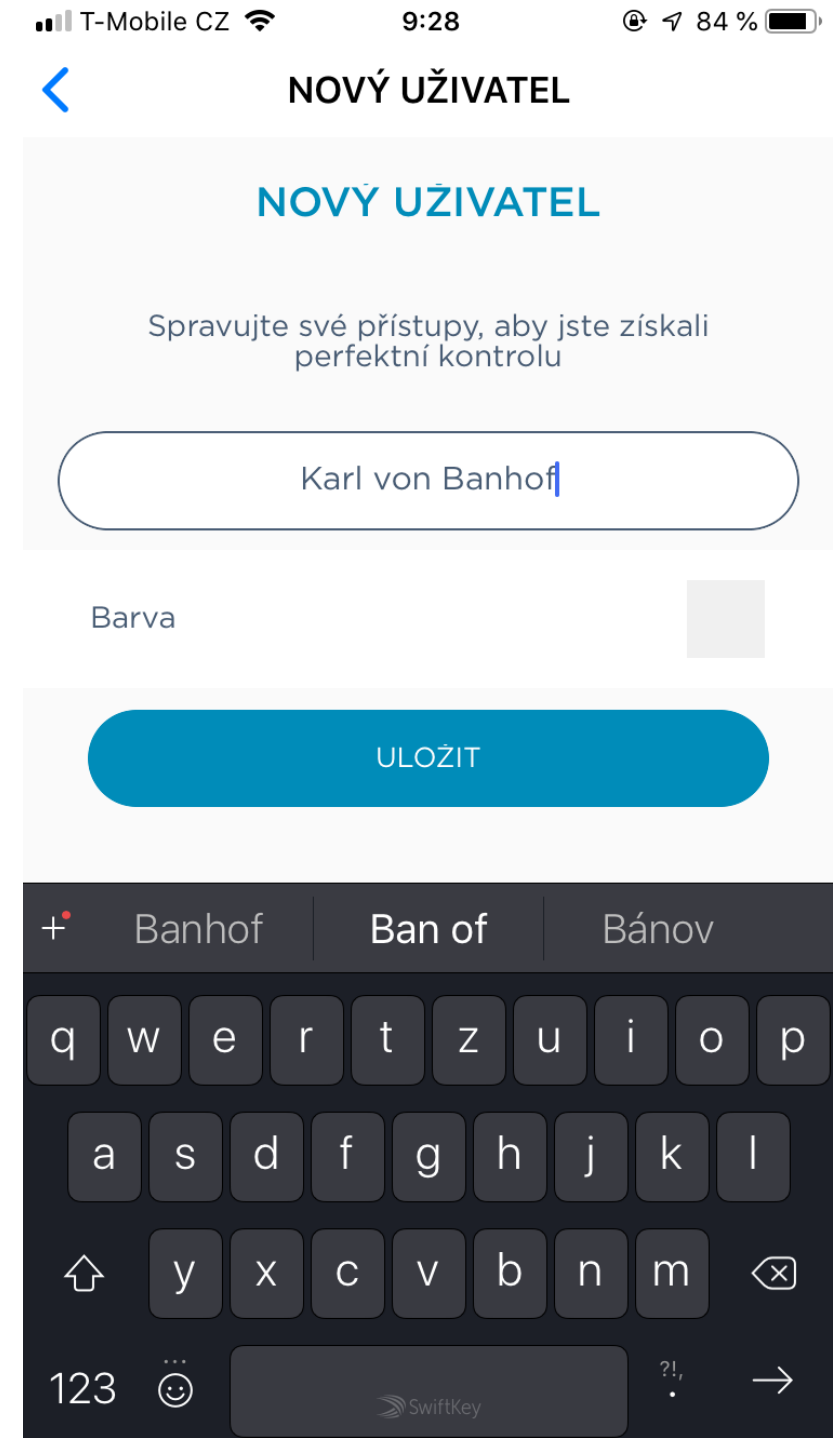 T-Mobile CZ 9:28 84 %
NOVÝ UŽIVATEL
NOVÝ UŽIVATEL
Spravujte své přístupy, aby jste získali
perfektní kontrolu
Karl von Banhof
Barva
ULOŽIT
+ Banhof Ban of Bánov
q w e r t z u i o p
a s d f g h j k l
y x c v b n m
123 SwiftKey ?!, .